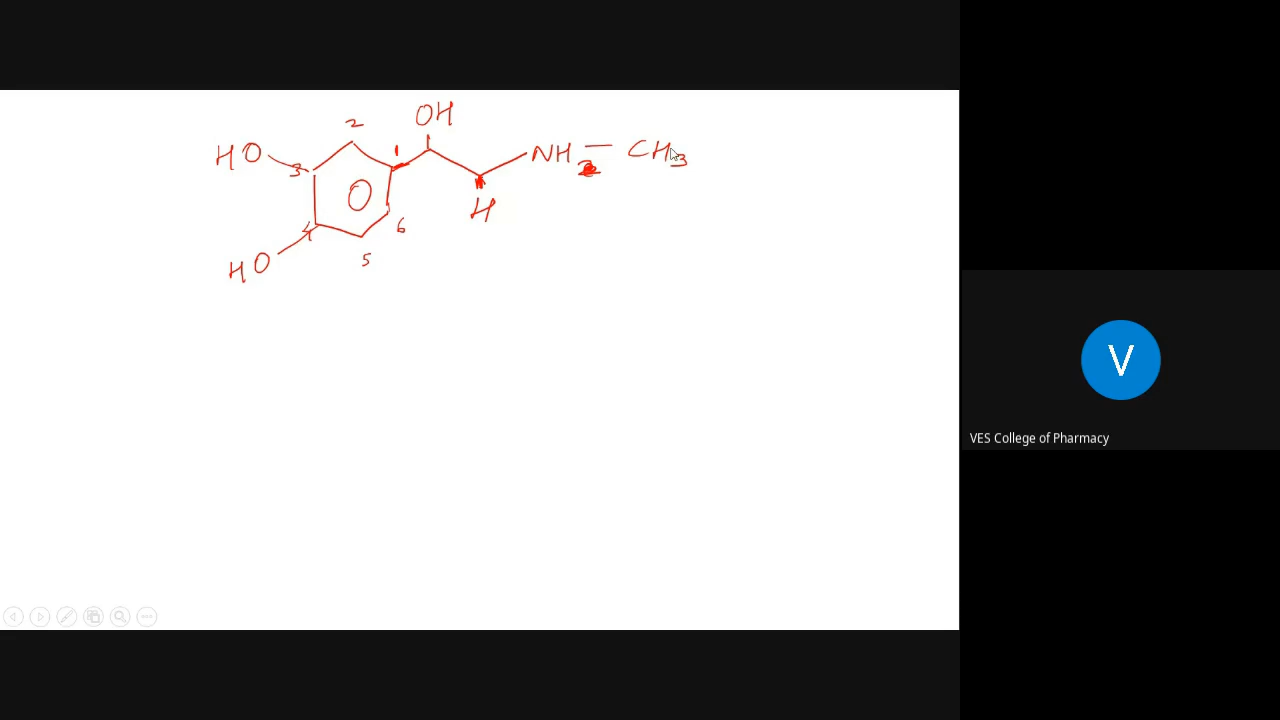 OH
2
HO 1 NH — CH3
3
O
H
4 6
HO 5
V
VES College of Pharmacy